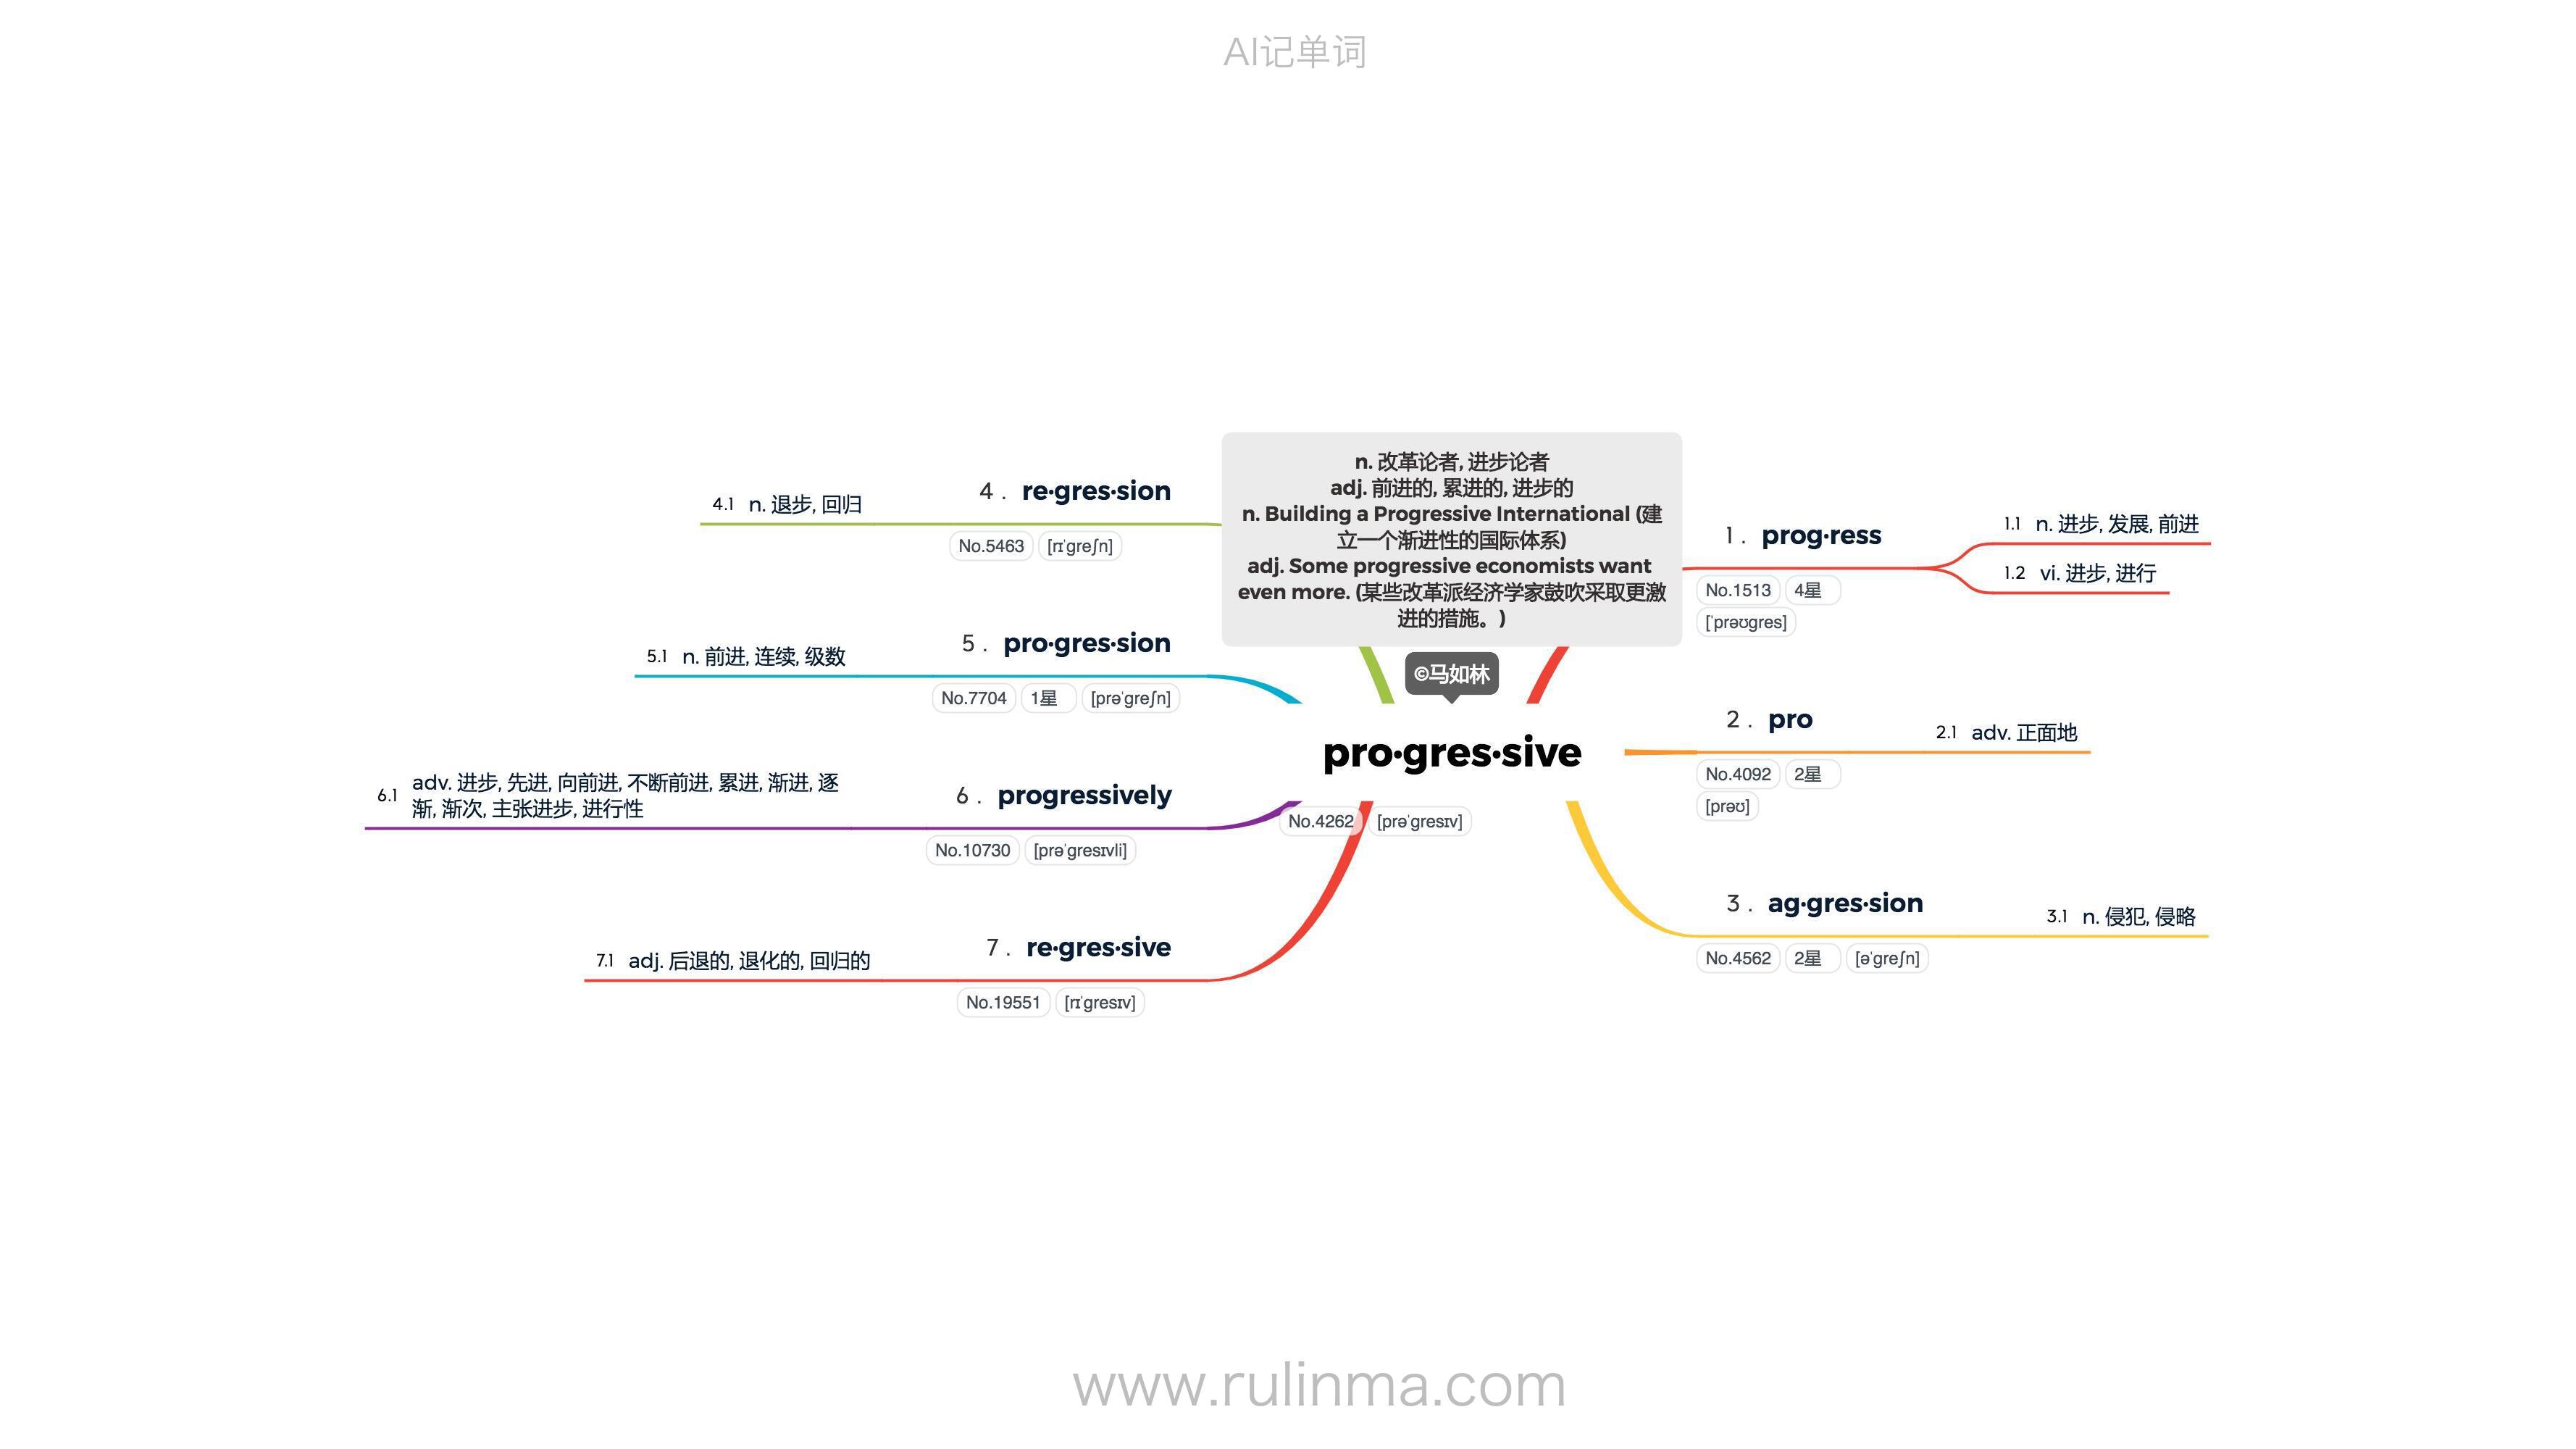 AI记单词
n. 改革论者, 进步论者
adj. 前进的, 累进的, 进步的
n. Building a Progressive International (建
立一个渐进性的国际体系)
adj. Some progressive economists want
even more. (某些改革派经济学家鼓吹采取更激
进的措施。)
©马如林
pro·gres·sive
No.4262 [prəˈɡresɪv]
1 . prog·ress
No.1513 4星
[ˈprəʊɡres]
1.1 n. 进步, 发展, 前进
1.2 vi. 进步, 进行
2 . pro
No.4092 2星
[prəʊ]
2.1 adv. 正面地
3 . ag·gres·sion
No.4562 2星 [əˈɡreʃn]
3.1 n. 侵犯, 侵略
4 . re·gres·sion
No.5463 [rɪˈɡreʃn]
4.1 n. 退步, 回归
5 . pro·gres·sion
No.7704 1星 [prəˈɡreʃn]
5.1 n. 前进, 连续, 级数
6 . progressively
No.10730 [prəˈɡresɪvli]
6.1 adv. 进步, 先进, 向前进, 不断前进, 累进, 渐进, 逐
渐, 渐次, 主张进步, 进行性
7 . re·gres·sive
No.19551 [rɪˈɡresɪv]
7.1 adj. 后退的, 退化的, 回归的
www.rulinma.com